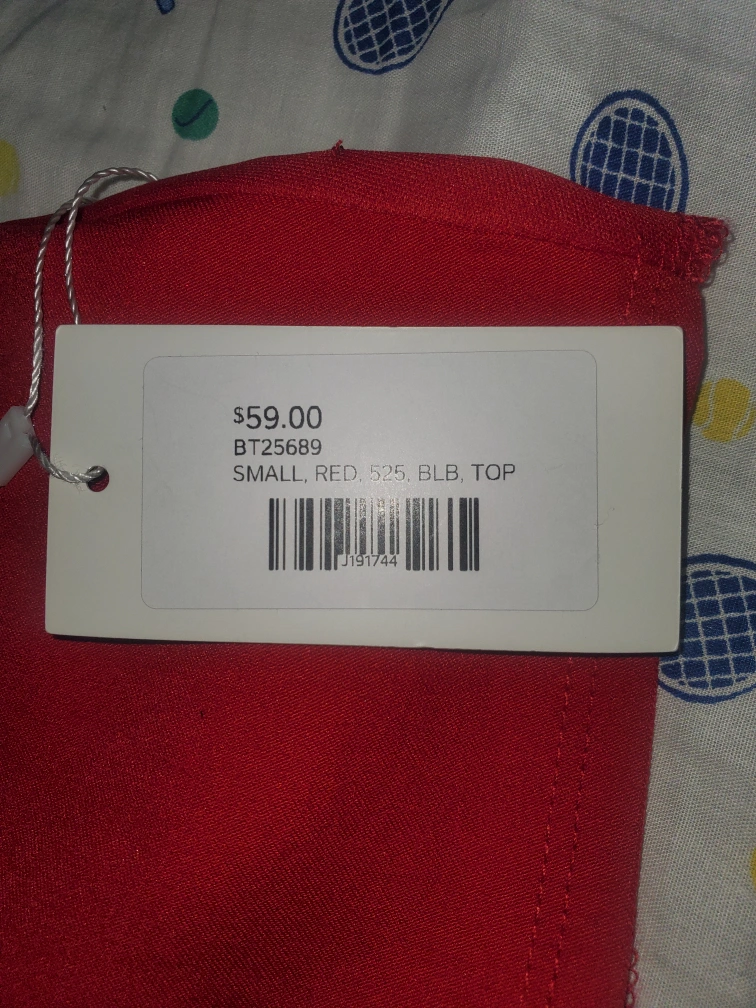 $59.00
BT25689
SMALL, RED, 525, BLB, TOP
J191744